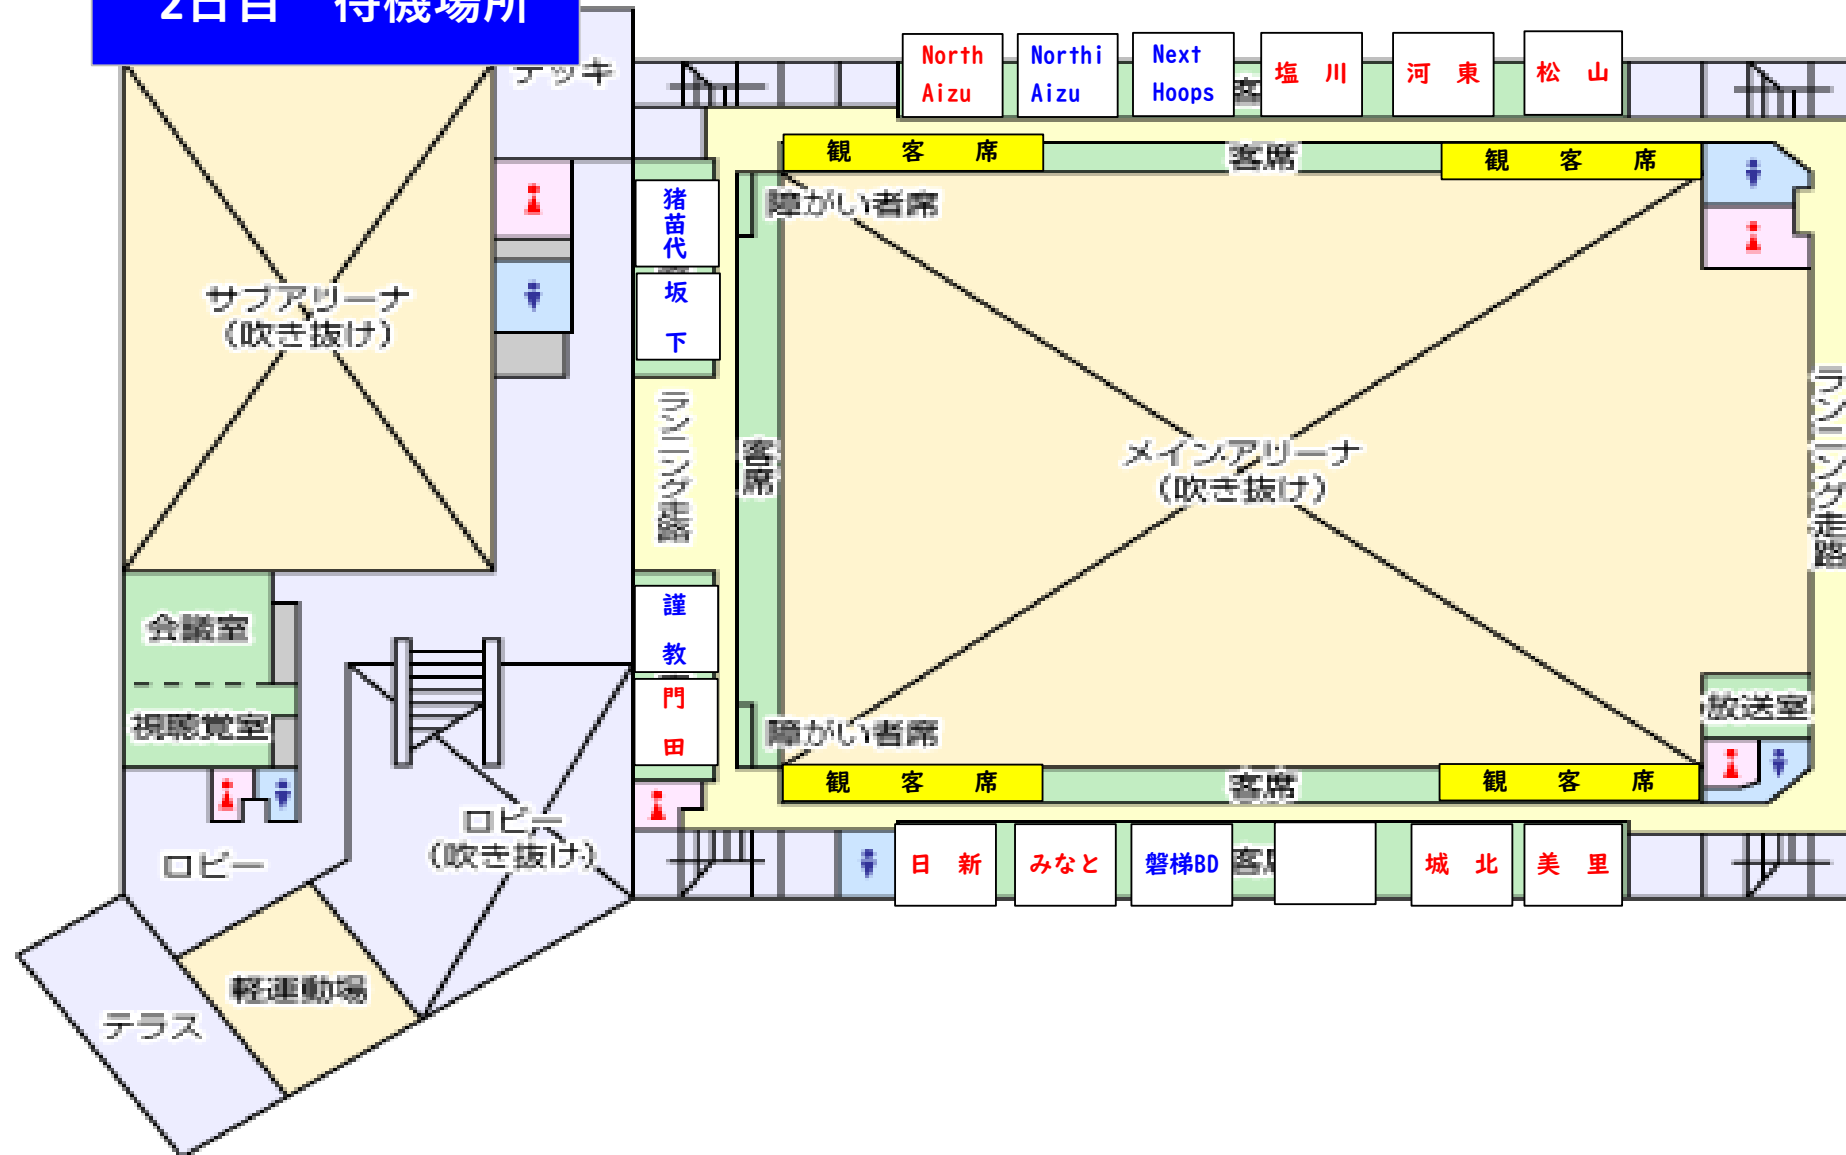 2日目　待機場所
デッキ
North
Aizu
Northi
Aizu
Next
Hoops
塩　川
河　東
松　山
客
観　客　席
客席
観　客　席
障がい者席
猪苗代
坂下
サブアリーナ
(吹き抜け)
ランニング走路
客席
メインアリーナ
(吹き抜け)
ランニング走路
会議室
視聴覚室
謹教
門田
障がい者席
放送室
観　客　席
客席
観　客　席
ロビー
(吹き抜け)
ロビー
日　新
みなと
磐梯BD
客
城　北
美　里
軽運動場
テラス